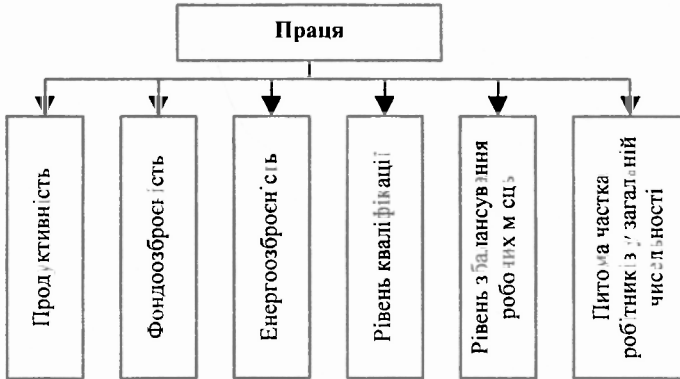 Праця
Продуктивність
Фондоозброєність
Енергоозброєність
Рівень кваліфікації
Рівень збалансування
робочих місць
Питома частка
робітників у загальній
чисельності